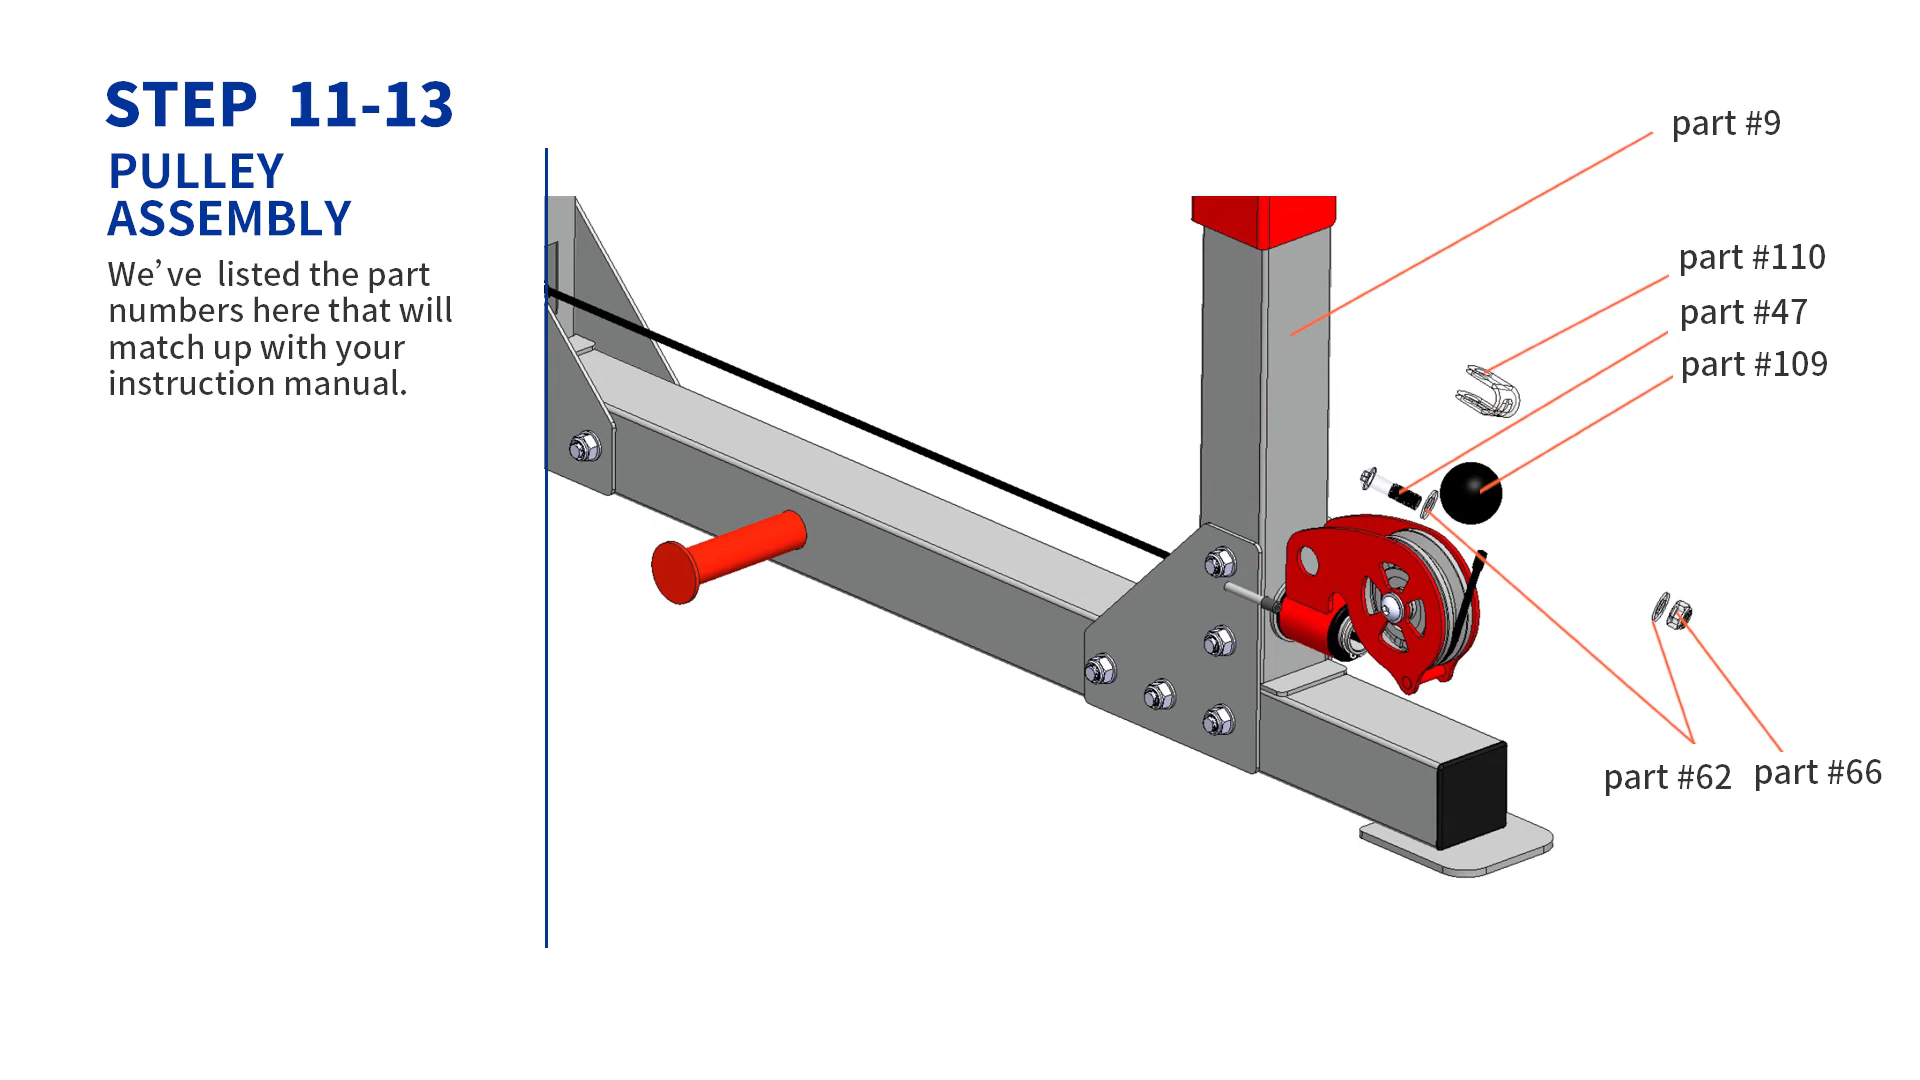 STEP 11-13
PULLEY
ASSEMBLY
We’ve listed the part
numbers here that will
match up with your
instruction manual.
part #9
part #110
part #47
part #109
part #62
part #66